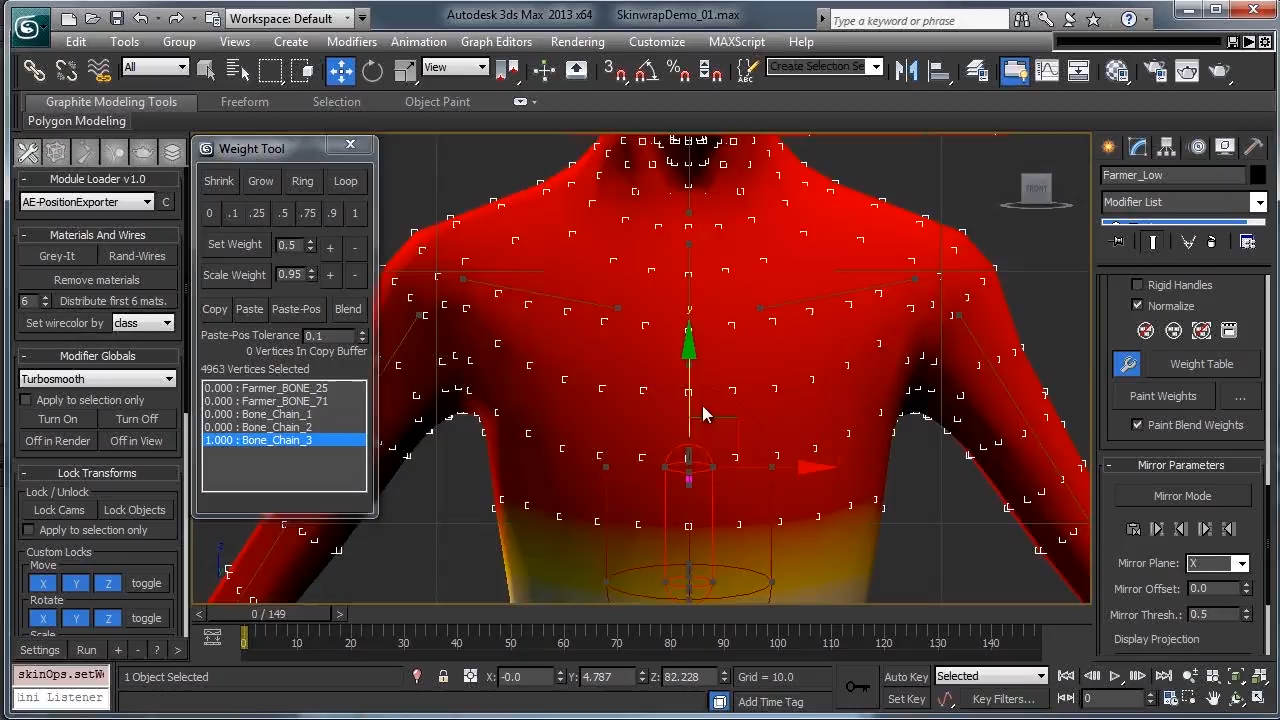 Workspace: Default
Autodesk 3ds Max 2013 x64 SkinwrapDemo_01.max
Type a keyword or phrase
Edit Tools Group Views Create Modifiers Animation Graph Editors Rendering Customize MAXScript Help
All
View
Create Selection Se
Graphite Modeling Tools Freeform Selection Object Paint
Polygon Modeling
Module Loader v1.0
AE-PositionExporter C
Materials And Wires
Grey-It Rand-Wires
Remove materials
6 Distribute first 6 mats.
Set wirecolor by class
Modifier Globals
Turbosmooth
Apply to selection only
Turn On Turn Off
Off in Render Off in View
Lock Transforms
Lock / Unlock
Lock Cams Lock Objects
Apply to selection only
Custom Locks
Move
X Y Z toggle
Rotate
X Y Z toggle
Scale
Settings Run + - ? >
Weight Tool
Shrink Grow Ring Loop
0 .1 .25 .5 .75 .9 1
Set Weight 0.5 + -
Scale Weight 0.95 + -
Copy Paste Paste-Pos Blend
Paste-Pos Tolerance 0.1
0 Vertices In Copy Buffer
4963 Vertices Selected
0.000 : Farmer_BONE_25
0.000 : Farmer_BONE_71
0.000 : Bone_Chain_1
0.000 : Bone_Chain_2
1.000 : Bone_Chain_3
y
FRONT
Farmer_Low
Modifier List
Rigid Handles
Normalize
Weight Table
Paint Weights ...
Paint Blend Weights
Mirror Parameters
Mirror Mode
Mirror Plane: X
Mirror Offset: 0.0
Mirror Thresh.: 0.5
Display Projection
< 0 / 149 >
0 10 20 30 40 50 60 70 80 90 100 110 120 130 140
skinOps.setW
ini Listener
1 Object Selected
X: -0.0 Y: 4.787 Z: 82.228 Grid = 10.0
Add Time Tag
Auto Key Selected
Set Key Key Filters... 0